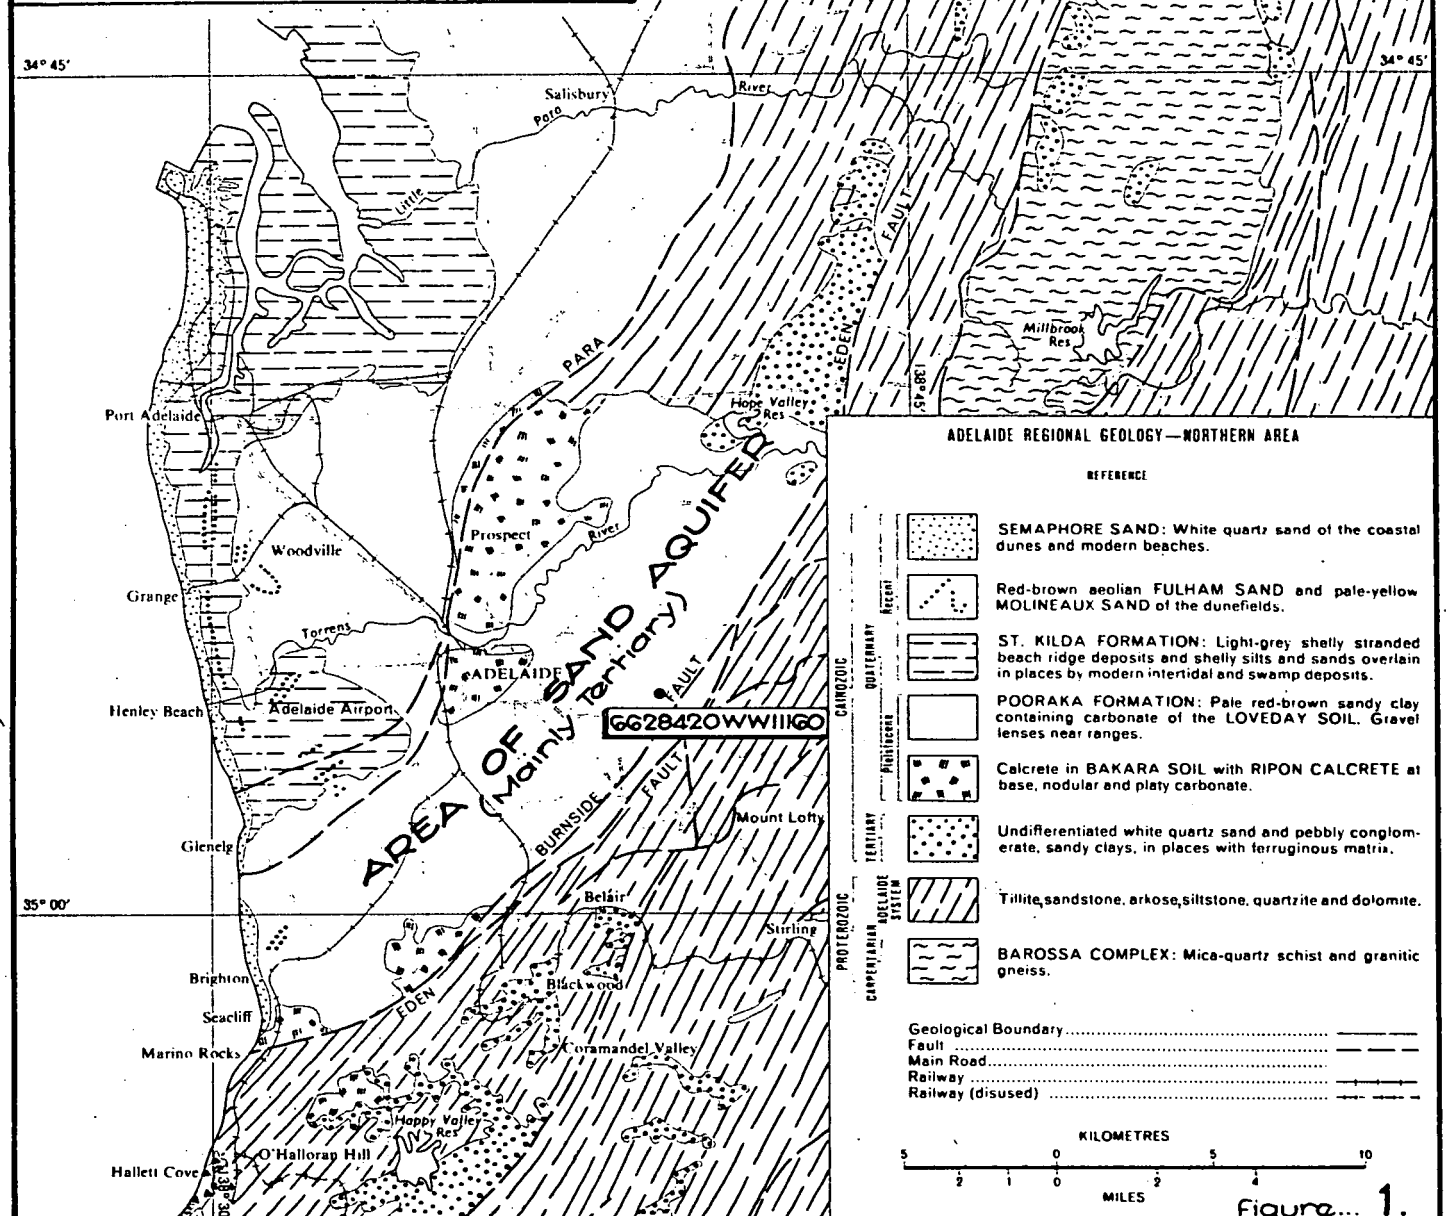 34° 45'
34° 45'
Salisbury
Little
Para
River
FAULT
EDEN
Millbrook
Res
138° 45'
PARA
Hope Valley
Res
Port Adelaide
Prospect
River
Woodville
Grange
Torrens
ADELAIDE
Henley Beach
Adelaide Airport
AREA OF SAND AQUIFER
(Mainly Tertiary)
FAULT
6628420WW11160
BURNSIDE
FAULT
Mount Lofty
Glenelg
35° 00'
Belair
Stirling
Brighton
Blackwood
EDEN
Seacliff
Marino Rocks
Coramandel Valley
Happy Valley
Res
O'Halloran Hill
Hallett Cove
138°
30
ADELAIDE REGIONAL GEOLOGY—NORTHERN AREA
REFERENCE
CAINOZOIC
QUATERNARY
Recent
Pleistocene
TERTIARY
PROTEROZOIC
ADELAIDE
SYSTEM
CARPENTARIAN
SEMAPHORE SAND: White quartz sand of the coastal
dunes and modern beaches.
Red-brown aeolian FULHAM SAND and pale-yellow
MOLINEAUX SAND of the dunefields.
ST. KILDA FORMATION: Light-grey shelly stranded
beach ridge deposits and shelly silts and sands overlain
in places by modern intertidal and swamp deposits.
POORAKA FORMATION: Pale red-brown sandy clay
containing carbonate of the LOVEDAY SOIL. Gravel
lenses near ranges.
Calcrete in BAKARA SOIL with RIPON CALCRETE at
base, nodular and platy carbonate.
Undifferentiated white quartz sand and pebbly conglom-
erate, sandy clays, in places with ferruginous matrix.
Tillite, sandstone, arkose, siltstone, quartzite and dolomite.
BAROSSA COMPLEX: Mica-quartz schist and granitic
gneiss.
Geological Boundary
Fault
Main Road
Railway
Railway (disused)
KILOMETRES
5 0 5 10
2 1 0 2 4
MILES
Figure... 1.